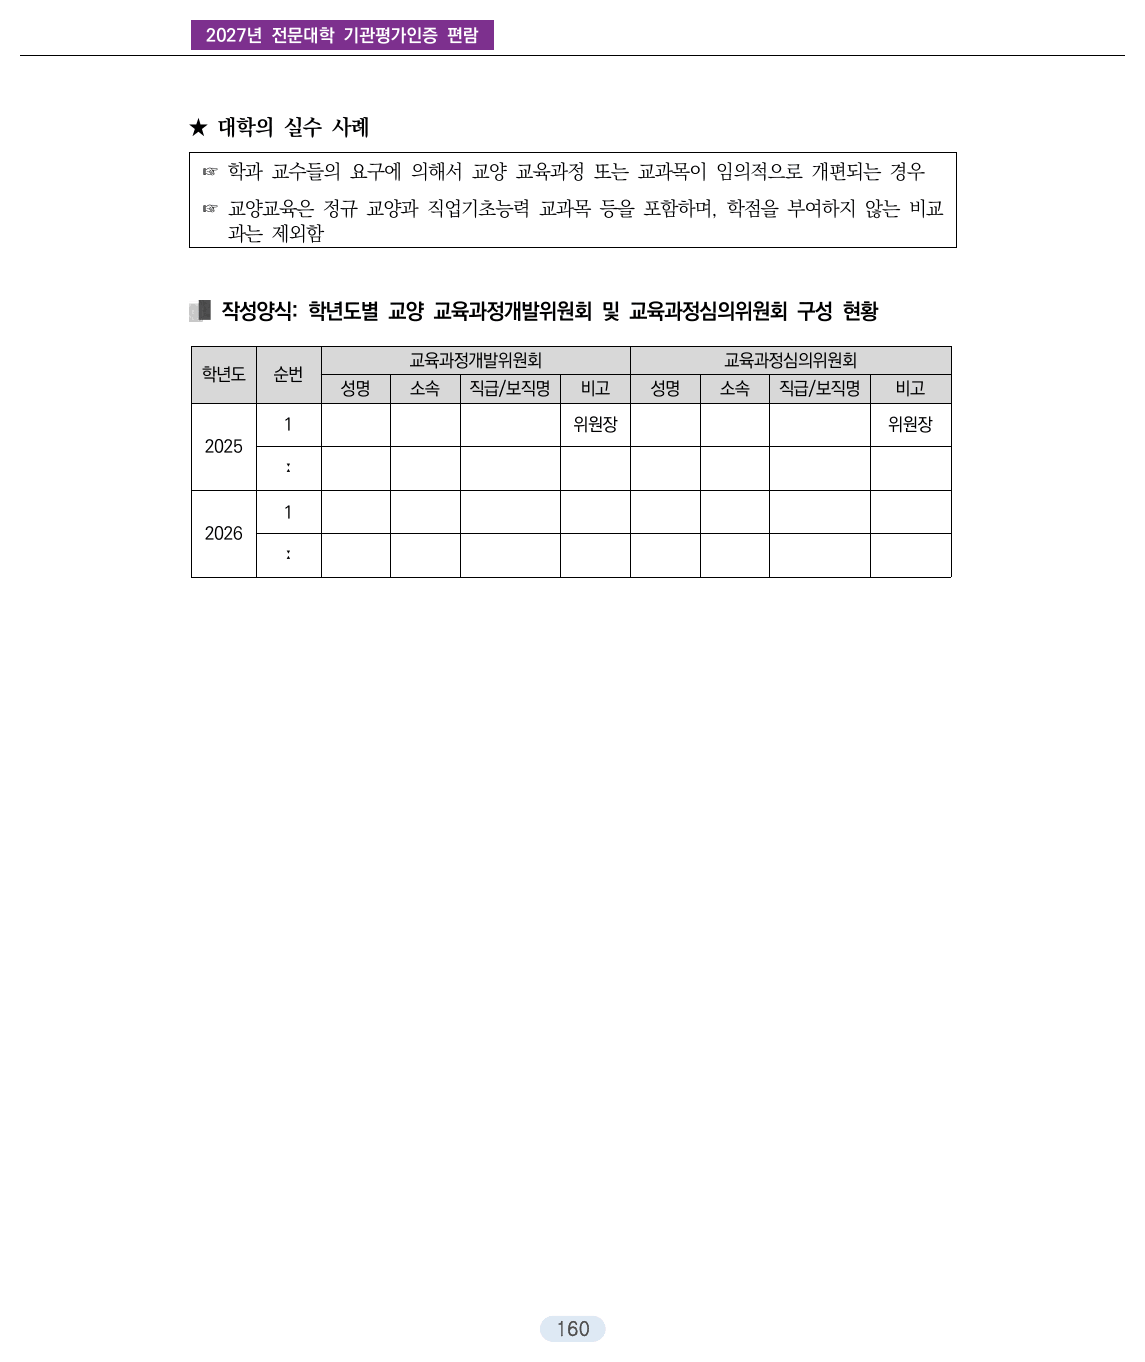 2027년 전문대학 기관평가인증 편람
★ 대학의 실수 사례
☞ 학과 교수들의 요구에 의해서 교양 교육과정 또는 교과목이 임의적으로 개편되는 경우
☞ 교양교육은 정규 교양과 직업기초능력 교과목 등을 포함하며, 학점을 부여하지 않는 비교
과는 제외함
작성양식: 학년도별 교양 교육과정개발위원회 및 교육과정심의위원회 구성 현황
학년도 순번 교육과정개발위원회 교육과정심의위원회
성명 소속 직급/보직명 비고 성명 소속 직급/보직명 비고
2025 1 위원장 위원장
:
2026 1
:
160